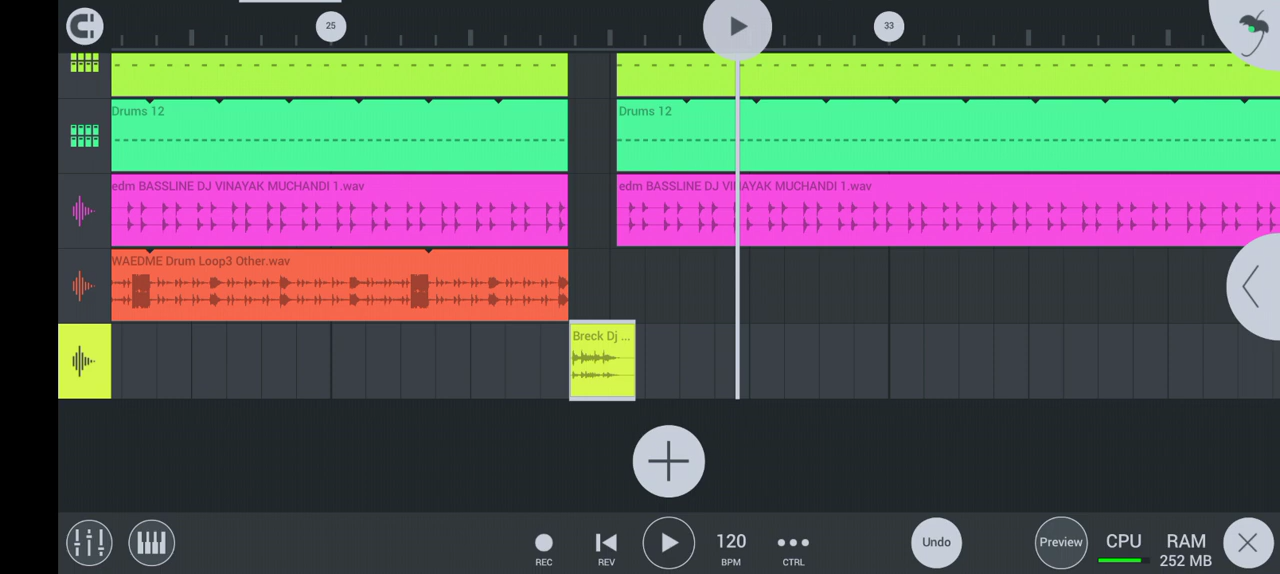 25
33
Drums 12
Drums 12
edm BASSLINE DJ VINAYAK MUCHANDI 1.wav
edm BASSLINE DJ VINAYAK MUCHANDI 1.wav
WAEDME Drum Loop3 Other.wav
Breck Dj ...
120
Undo
Preview
CPU
RAM
252 MB
REC
REV
BPM
CTRL